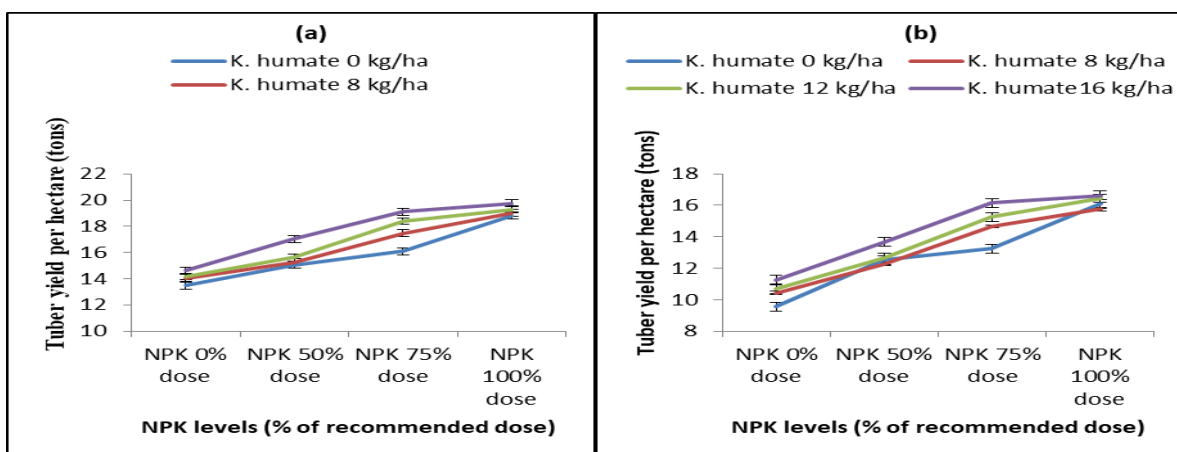 (a)
K. humate 0 kg/ha
K. humate 8 kg/ha
Tuber yield per hectare (tons)
22
20
18
16
14
12
10
NPK 0% NPK 50% NPK 75% NPK
dose dose dose 100%
dose
NPK levels (% of recommended dose)
(b)
K. humate 0 kg/ha K. humate 8 kg/ha
K. humate 12 kg/ha K. humate16 kg/ha
Tuber yield per hectare (tons)
18
16
14
12
10
8
NPK 0% NPK 50% NPK 75% NPK
dose dose dose 100%
dose
NPK levels (% of recommended dose)